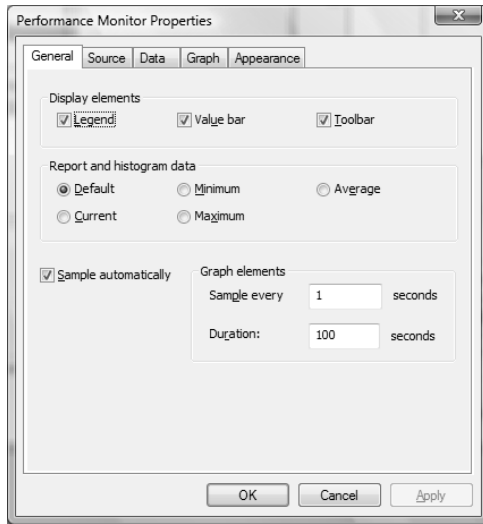 Performance Monitor Properties
General Source Data Graph Appearance
Display elements
Legend Value bar Toolbar
Report and histogram data
Default Minimum Average
Current Maximum
Sample automatically
Graph elements
Sample every 1 seconds
Duration: 100 seconds
OK Cancel Apply